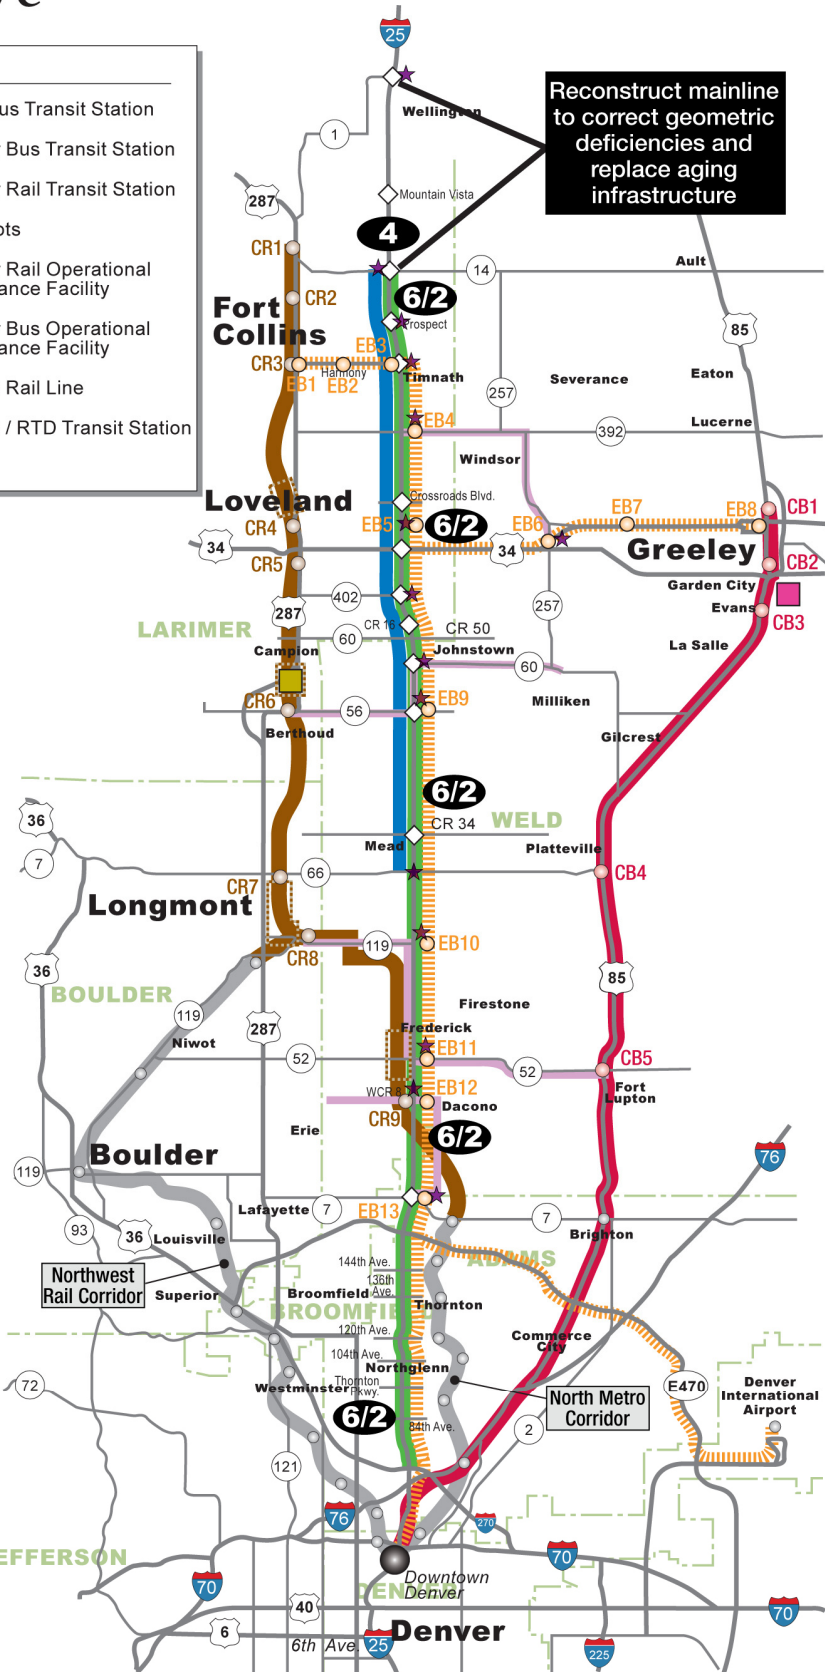 25
us Transit Station
Bus Transit Station
Rail Transit Station
ots
Rail Operational
ance Facility
Bus Operational
ance Facility
Rail Line
/ RTD Transit Station
Reconstruct mainline
to correct geometric
deficiencies and
replace aging
infrastructure
Wellington
1
287
Mountain Vista
4
CR1
14
Ault
CR2
Fort
Collins
6/2
Prospect
85
EB3
CR3
Harmony
EB1
EB2
Timnath
Severance
Eaton
257
EB4
Lucerne
392
Windsor
Loveland
Crossroads Blvd.
CR4
EB5
6/2
EB6
EB7
EB8
CB1
34
34
Greeley
CR5
CB2
Garden City
402
287
257
Evans
CB3
CR 16
CR 50
LARIMER
60
La Salle
Campion
Johnstown
60
CR6
EB9
Milliken
56
Berthoud
Gilcrest
6/2
36
CR 34
WELD
Mead
Platteville
7
CR7
66
CB4
Longmont
119
EB10
CR8
36
85
BOULDER
Firestone
119
287
Frederick
Niwot
EB11
52
CB5
52
WCR 8
EB12
Fort
Lupton
CR9
Dacono
Erie
6/2
Boulder
76
119
Lafayette
7
EB13
7
93
36
Louisville
Brighton
144th Ave.
ADAMS
Northwest
Rail Corridor
136th
Ave.
Superior
Broomfield
Thornton
BROOMFIELD
120th Ave.
Commerce
City
104th Ave.
Northglenn
72
Westminster
Thornton
Pkwy.
E470
Denver
International
Airport
North Metro
Corridor
6/2
84th Ave.
2
121
76
270
EFFERSON
70
70
Downtown
Denver
DENVER
40
70
6
6th Ave.
25
Denver
225